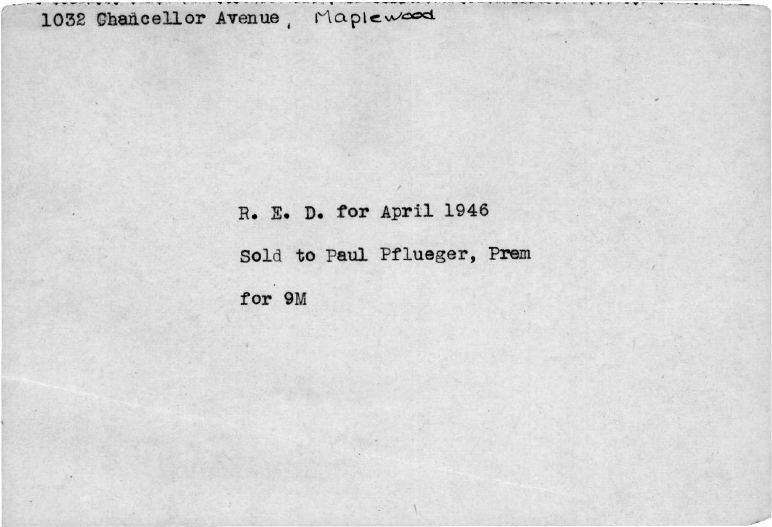 1032 Chancellor Avenue, Maplewood
R. E. D. for April 1946
Sold to Paul Pflueger, Prem
for 9M